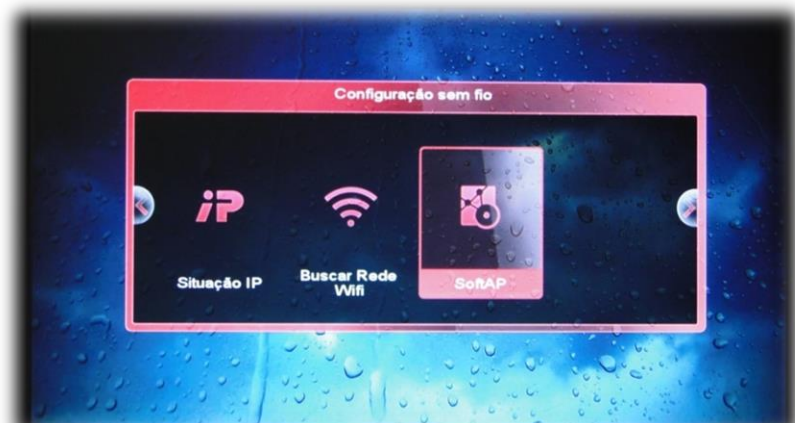 Configuração sem fio
iP
Situação IP
Buscar Rede
Wifi
SoftAP